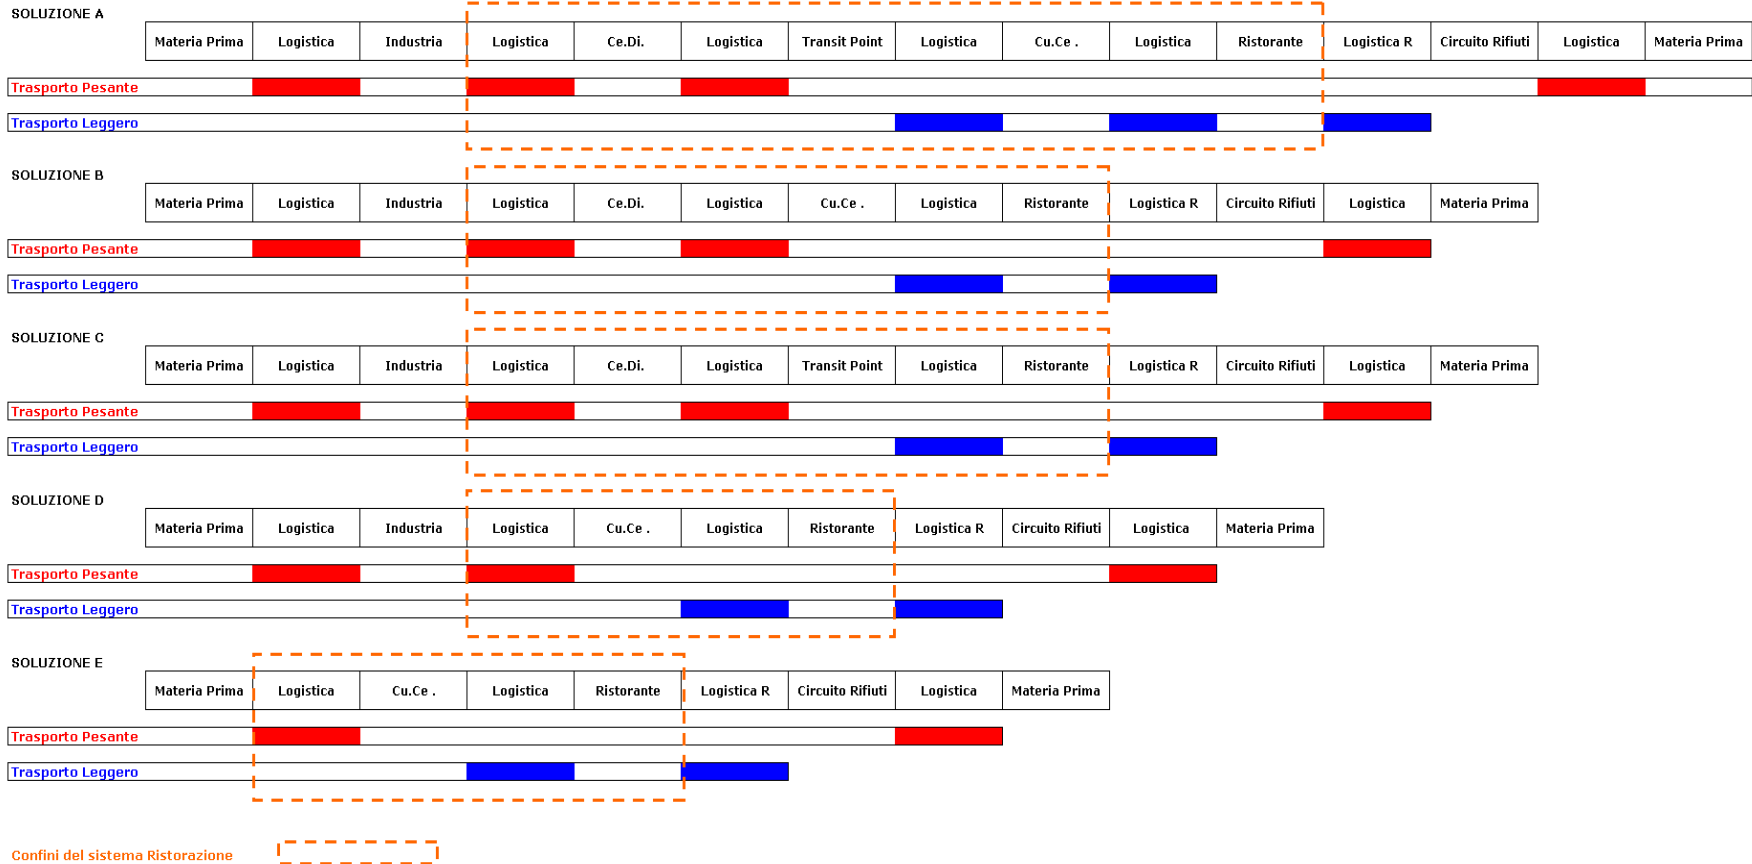 SOLUZIONE A
Materia Prima Logistica Industria Logistica Ce.Di. Logistica Transit Point Logistica Cu.Ce . Logistica Ristorante Logistica R Circuito Rifiuti Logistica Materia Prima
Trasporto Pesante
Trasporto Leggero
SOLUZIONE B
Materia Prima Logistica Industria Logistica Ce.Di. Logistica Cu.Ce . Logistica Ristorante Logistica R Circuito Rifiuti Logistica Materia Prima
Trasporto Pesante
Trasporto Leggero
SOLUZIONE C
Materia Prima Logistica Industria Logistica Ce.Di. Logistica Transit Point Logistica Ristorante Logistica R Circuito Rifiuti Logistica Materia Prima
Trasporto Pesante
Trasporto Leggero
SOLUZIONE D
Materia Prima Logistica Industria Logistica Cu.Ce . Logistica Ristorante Logistica R Circuito Rifiuti Logistica Materia Prima
Trasporto Pesante
Trasporto Leggero
SOLUZIONE E
Materia Prima Logistica Cu.Ce . Logistica Ristorante Logistica R Circuito Rifiuti Logistica Materia Prima
Trasporto Pesante
Trasporto Leggero
Confini del sistema Ristorazione